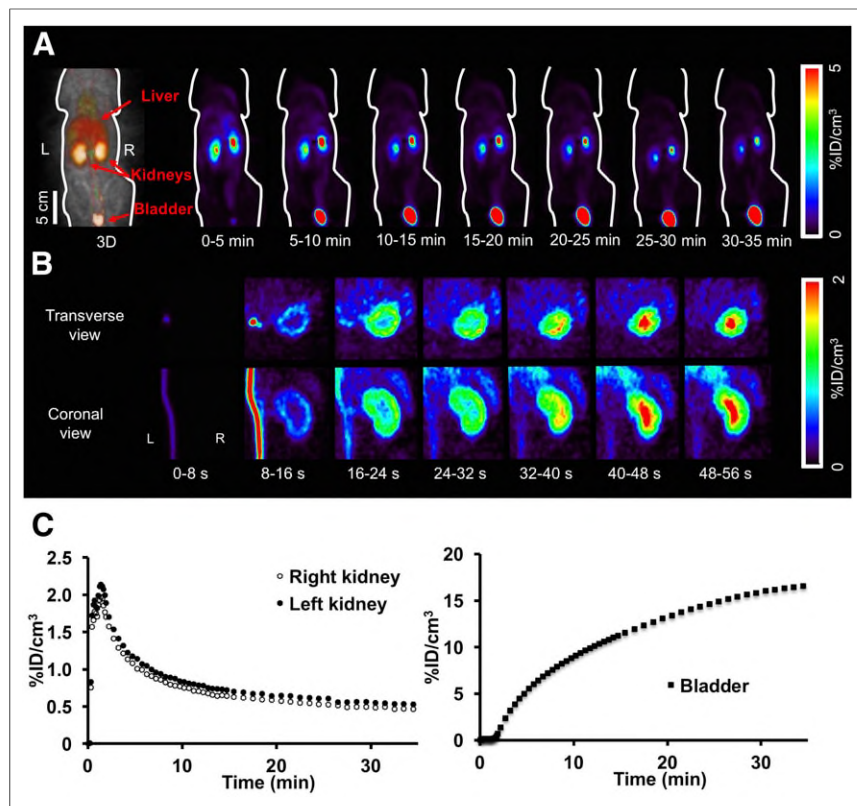 A
Liver
L
R
Kidneys
Bladder
5 cm
3D
0-5 min
5-10 min
10-15 min
15-20 min
20-25 min
25-30 min
30-35 min
5
%ID/cm³
0
B
Transverse
view
Coronal
view
L
R
0-8 s
8-16 s
16-24 s
24-32 s
32-40 s
40-48 s
48-56 s
2
%ID/cm³
0
C
2.5
2.0
1.5
1.0
0.5
0
%ID/cm³
Right kidney
Left kidney
0
10
20
30
Time (min)
20
15
10
5
0
%ID/cm³
Bladder
0
10
20
30
Time (min)